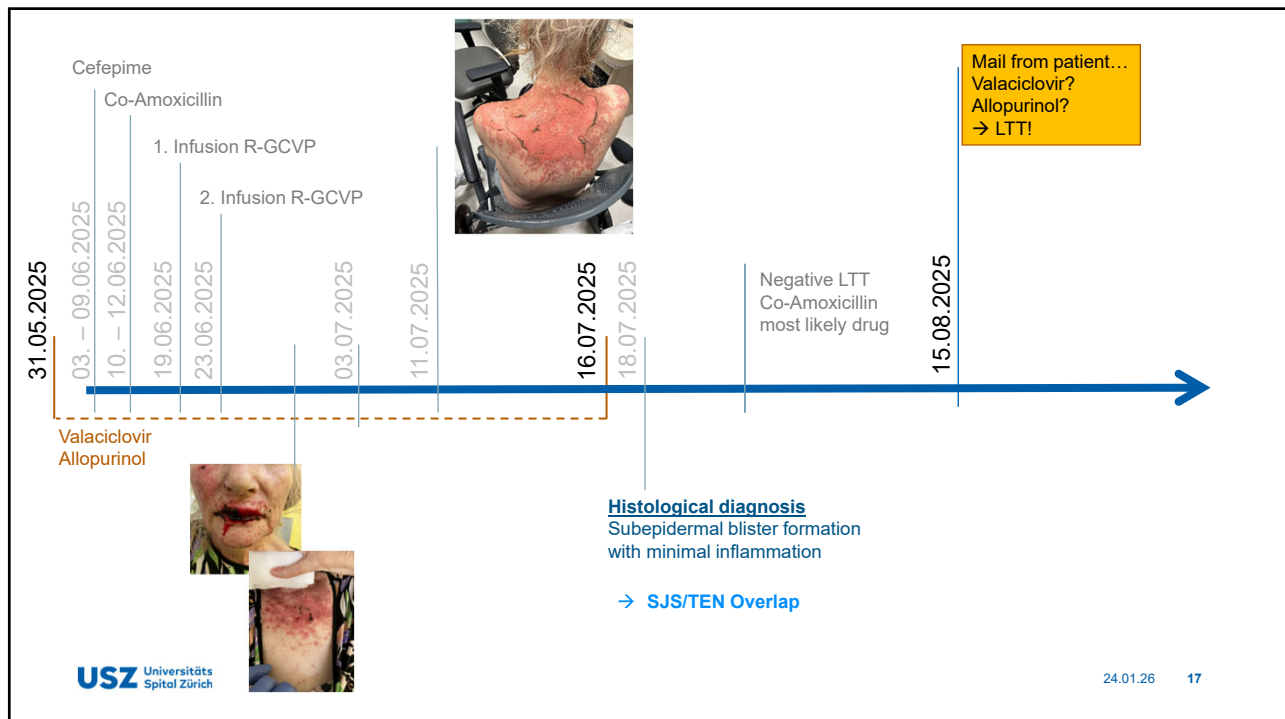 Cefepime
Co-Amoxicillin
1. Infusion R-GCVP
2. Infusion R-GCVP
Mail from patient…
Valaciclovir?
Allopurinol?
→ LTT!
31.05.2025
03. – 09.06.2025
10. – 12.06.2025
19.06.2025
23.06.2025
03.07.2025
11.07.2025
16.07.2025
18.07.2025
Negative LTT
Co-Amoxicillin
most likely drug
15.08.2025
Valaciclovir
Allopurinol
Histological diagnosis
Subepidermal blister formation
with minimal inflammation
→ SJS/TEN Overlap
USZ Universitäts
Spital Zürich
24.01.26 17